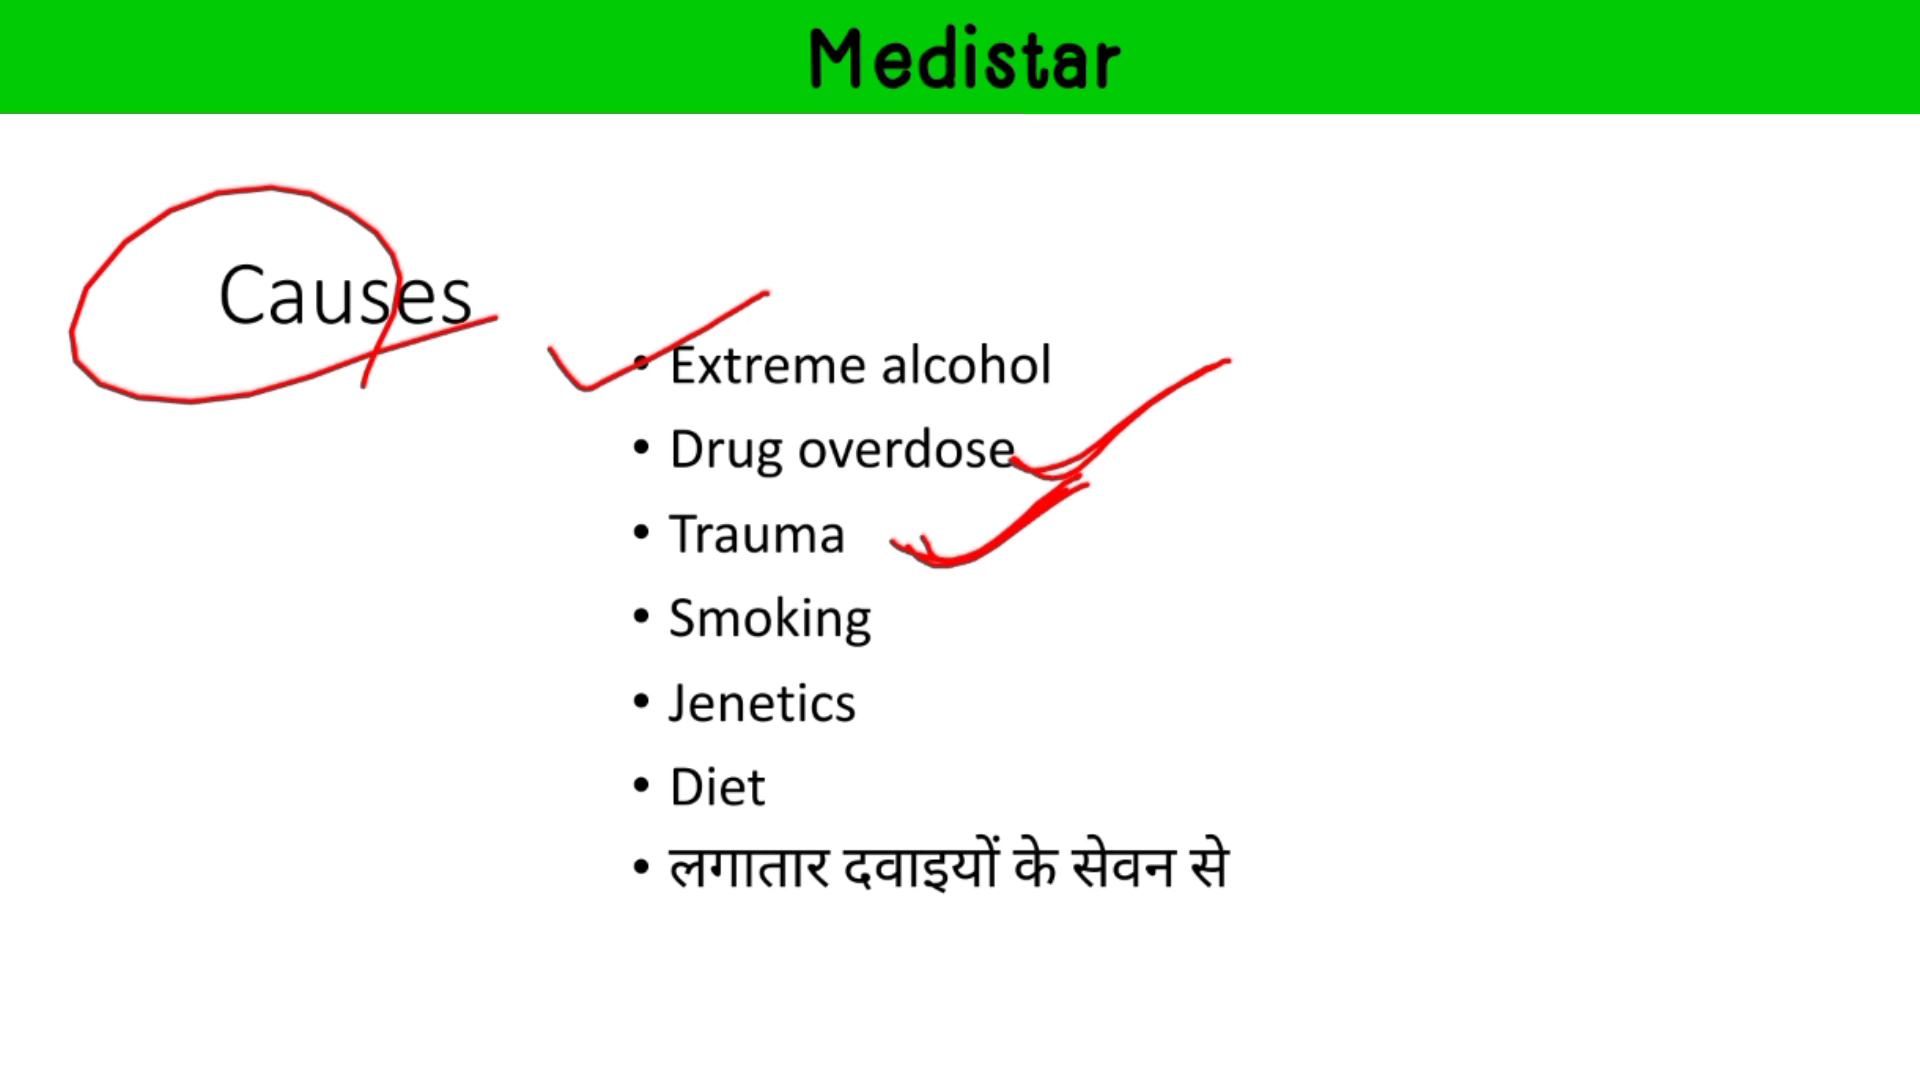 Medistar
Causes
• Extreme alcohol
• Drug overdose
• Trauma
• Smoking
• Jenetics
• Diet
• लगातार दवाइयों के सेवन से